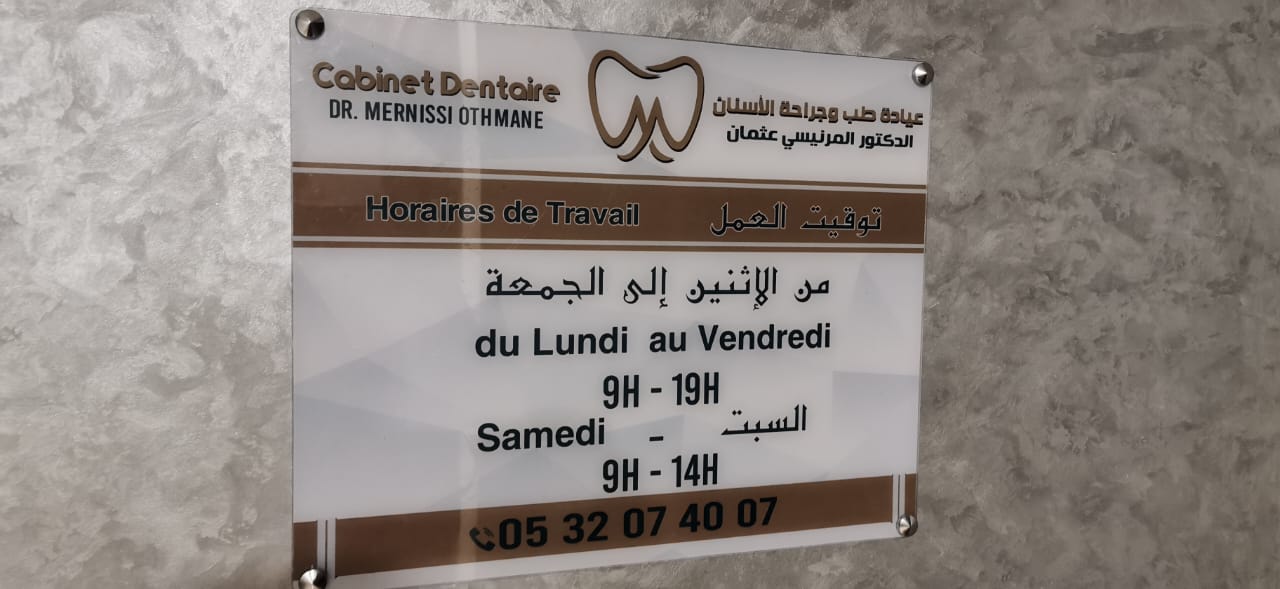 Cabinet Dentaire
DR. MERNISSI OTHMANE
عيادة طب وجراحة الأسنان
الدكتور المرنيسي عثمان
Horaires de Travail توقيت العمل
من الإثنين إلى الجمعة
du Lundi au Vendredi
9H - 19H
Samedi - السبت
9H - 14H
05 32 07 40 07